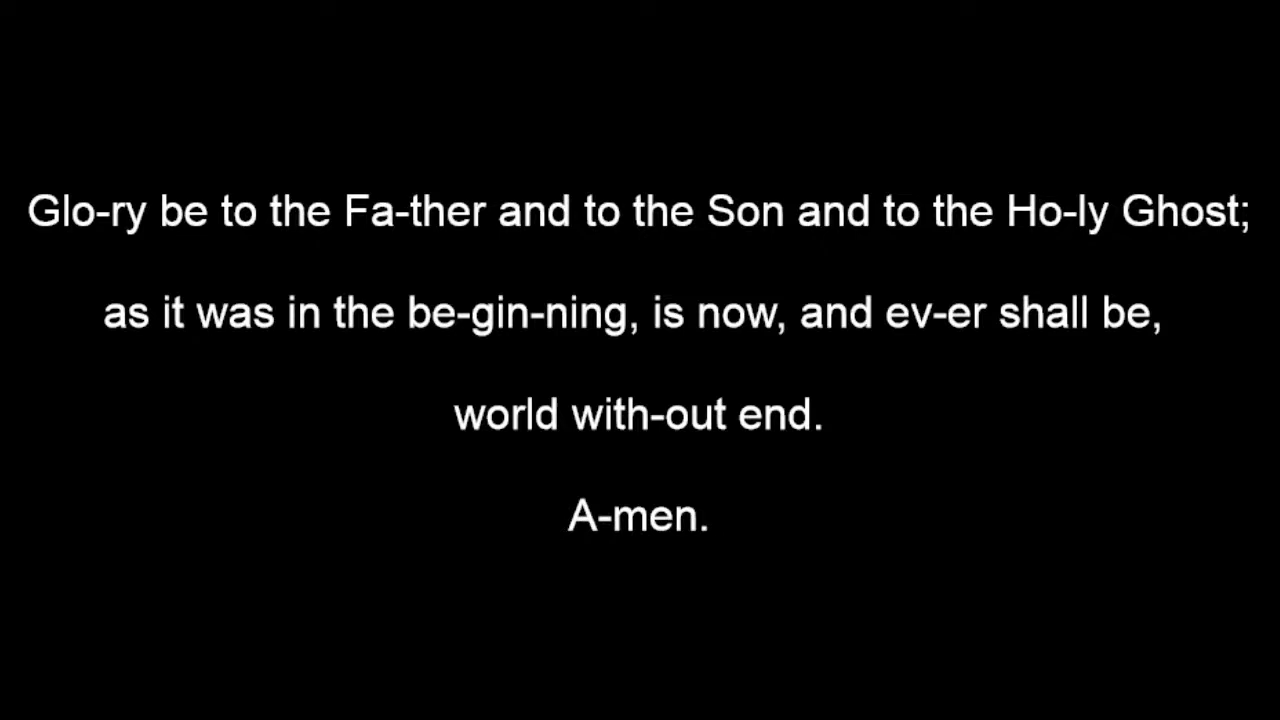 Glo-ry be to the Fa-ther and to the Son and to the Ho-ly Ghost;
as it was in the be-gin-ning, is now, and ev-er shall be,
world with-out end.
A-men.